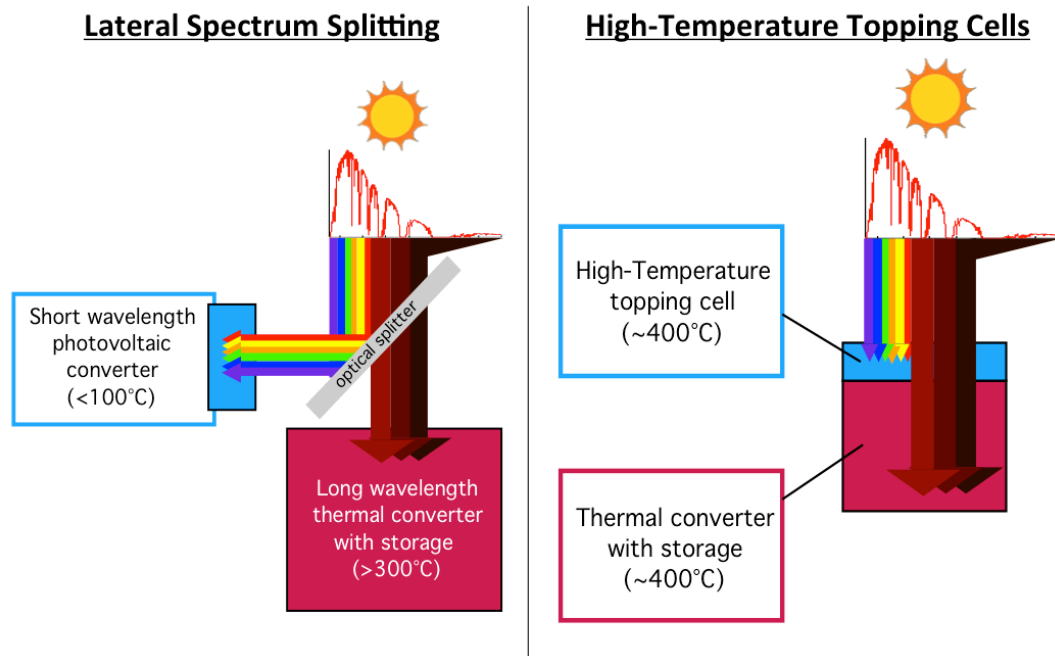 Lateral Spectrum Splitting
Short wavelength
photovoltaic
converter
(<100°C)
optical splitter
Long wavelength
thermal converter
with storage
(>300°C)
High-Temperature Topping Cells
High-Temperature
topping cell
(~400°C)
Thermal converter
with storage
(~400°C)